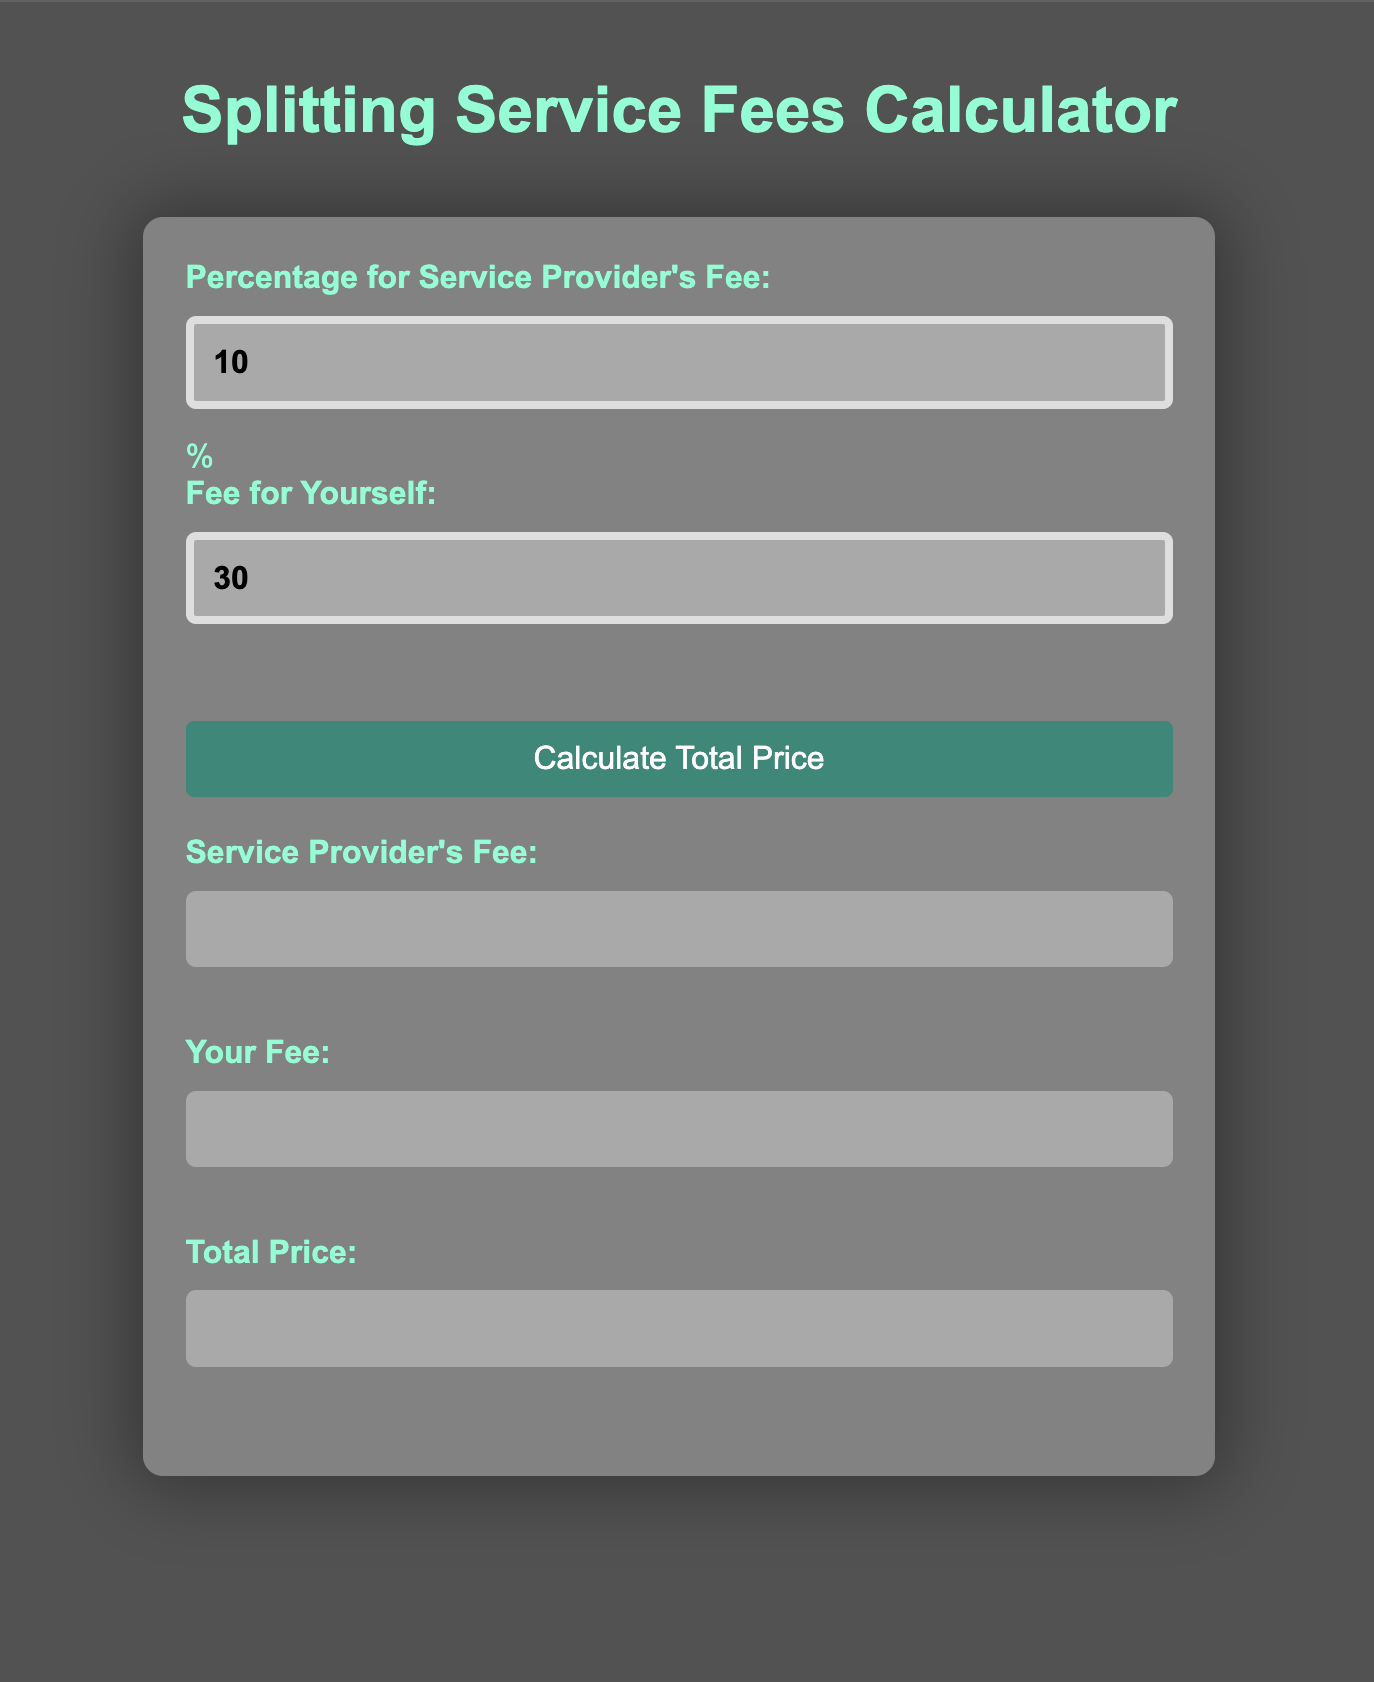 Splitting Service Fees Calculator
Percentage for Service Provider's Fee:
10
%
Fee for Yourself:
30
Calculate Total Price
Service Provider's Fee:
Your Fee:
Total Price: